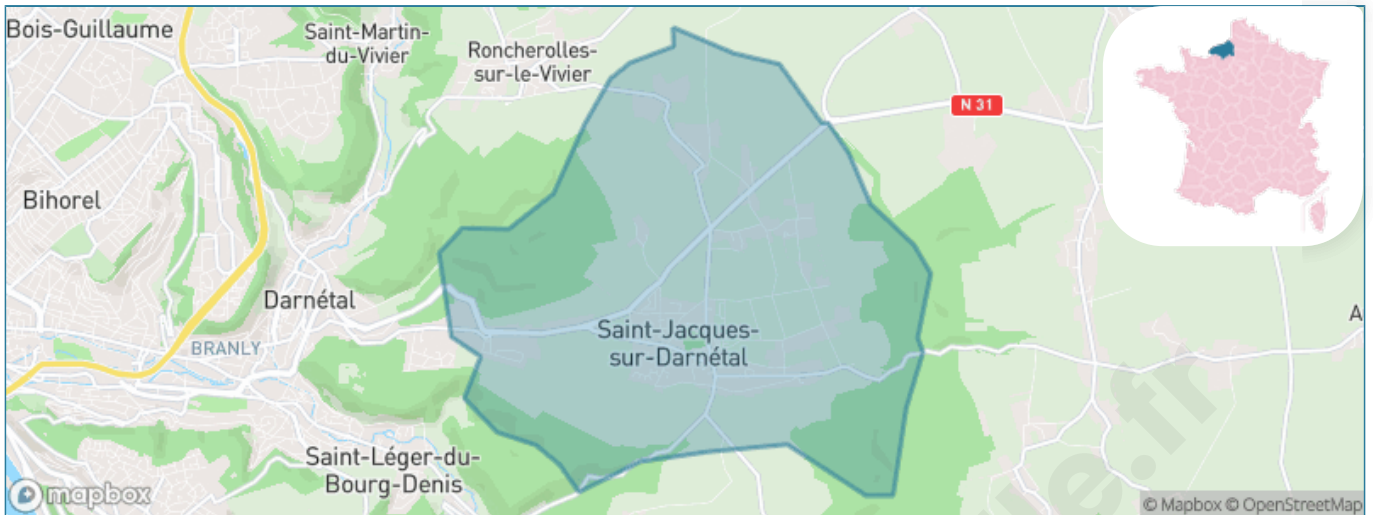 Bois-Guillaume
Saint-Martin-
du-Vivier
Roncherolles-
sur-le-Vivier
N 31
Bihorel
Darnétal
BRANLY
Saint-Jacques-
sur-Darnétal
A
Saint-Léger-du-
Bourg-Denis
mapbox
© Mapbox © OpenStreetMap